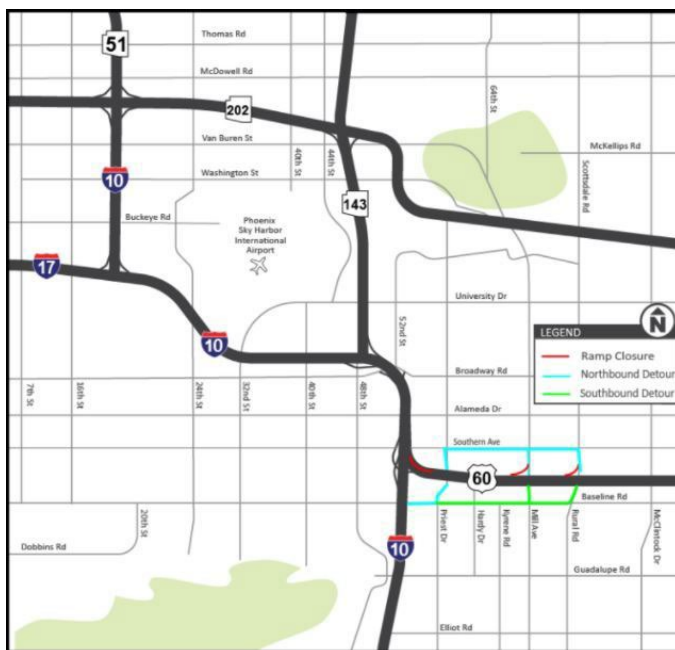 Thomas Rd
51
McDowell Rd
202
64th St
Van Buren St
40th St
44th St
McKellips Rd
Scottsdale Rd
Washington St
10
143
Buckeye Rd
Phoenix
Sky Harbor
International
Airport
17
52nd St
University Dr
N
LEGEND
Ramp Closure
Northbound Detour
Southbound Detour
10
7th St
16th St
24th St
32nd St
40th St
48th St
Broadway Rd
Alameda Dr
Southern Ave
60
Baseline Rd
20th St
Priest Dr
Hardy Dr
Kyrene Rd
Mill Ave
Rural Rd
McClintock Dr
Dobbins Rd
10
Guadalupe Rd
Elliot Rd